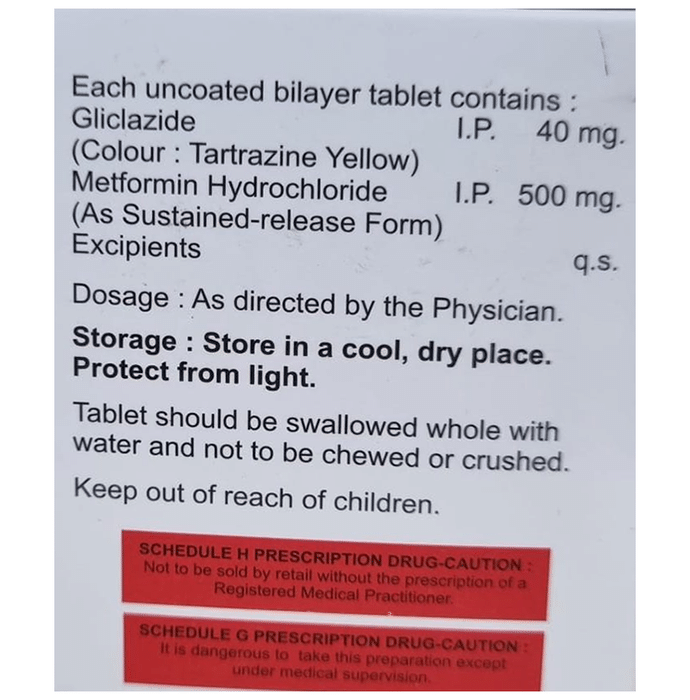 Each uncoated bilayer tablet contains :
Gliclazide I.P. 40 mg.
(Colour : Tartrazine Yellow)
Metformin Hydrochloride I.P. 500 mg.
(As Sustained-release Form)
Excipients q.s.
Dosage : As directed by the Physician.
Storage : Store in a cool, dry place.
Protect from light.
Tablet should be swallowed whole with
water and not to be chewed or crushed.
Keep out of reach of children.
SCHEDULE H PRESCRIPTION DRUG-CAUTION :
Not to be sold by retail without the prescription of a
Registered Medical Practitioner.
SCHEDULE G PRESCRIPTION DRUG-CAUTION :
It is dangerous to take this preparation except
under medical supervision.